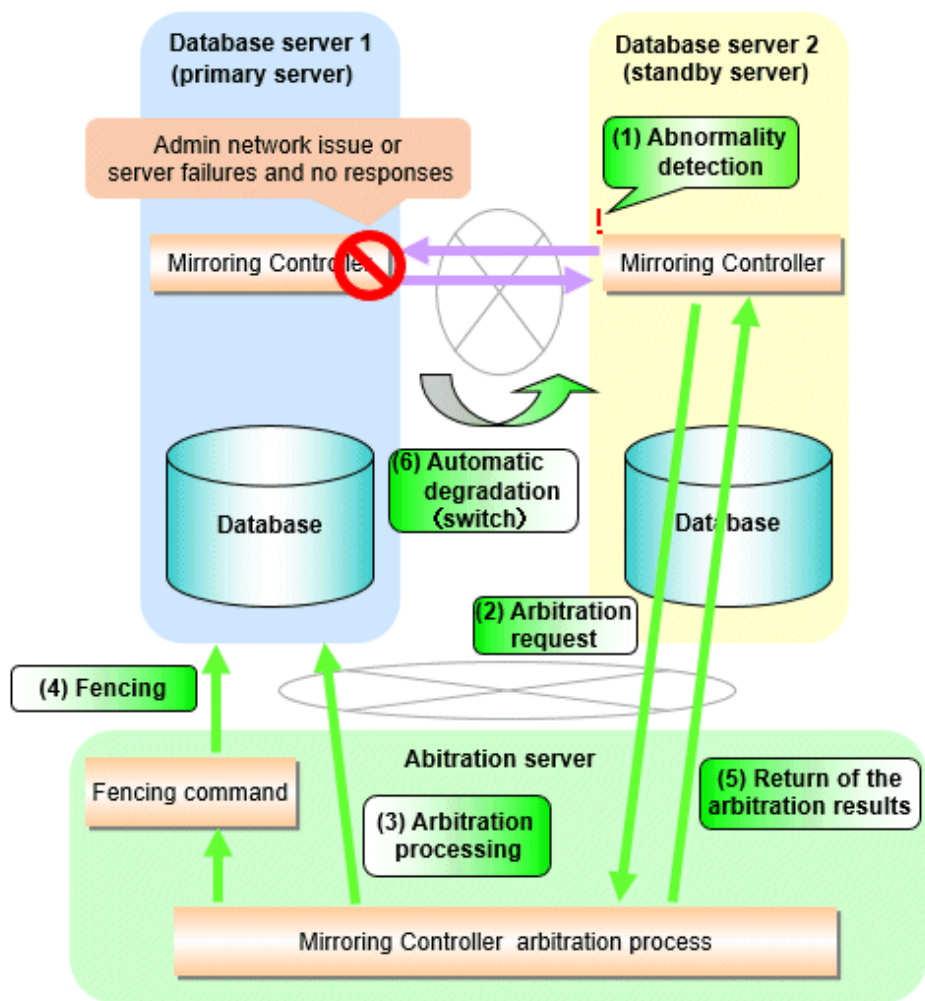 Database server 1
(primary server)
Database server 2
(standby server)
Admin network issue or
server failures and no responses
(1) Abnormality
detection
!
Mirroring Controller
Mirroring Controller
(6) Automatic
degradation
(switch)
Database
Database
(2) Arbitration
request
(4) Fencing
Abitration server
Fencing command
(3) Arbitration
processing
(5) Return of the
arbitration results
Mirroring Controller arbitration process